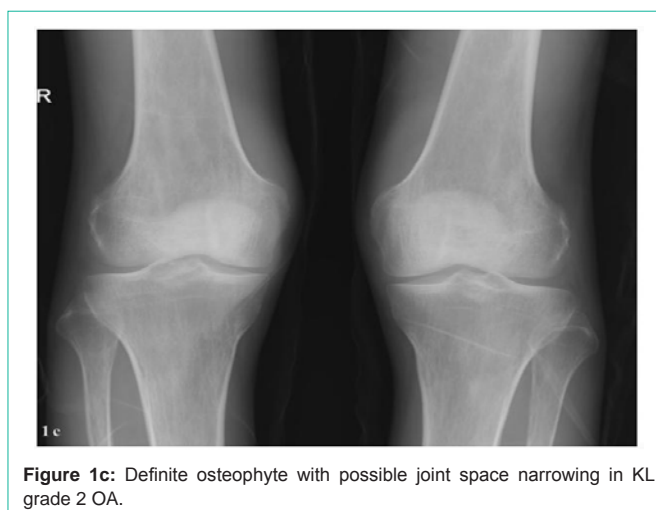 R
1c
Figure 1c: Definite osteophyte with possible joint space narrowing in KL
grade 2 OA.